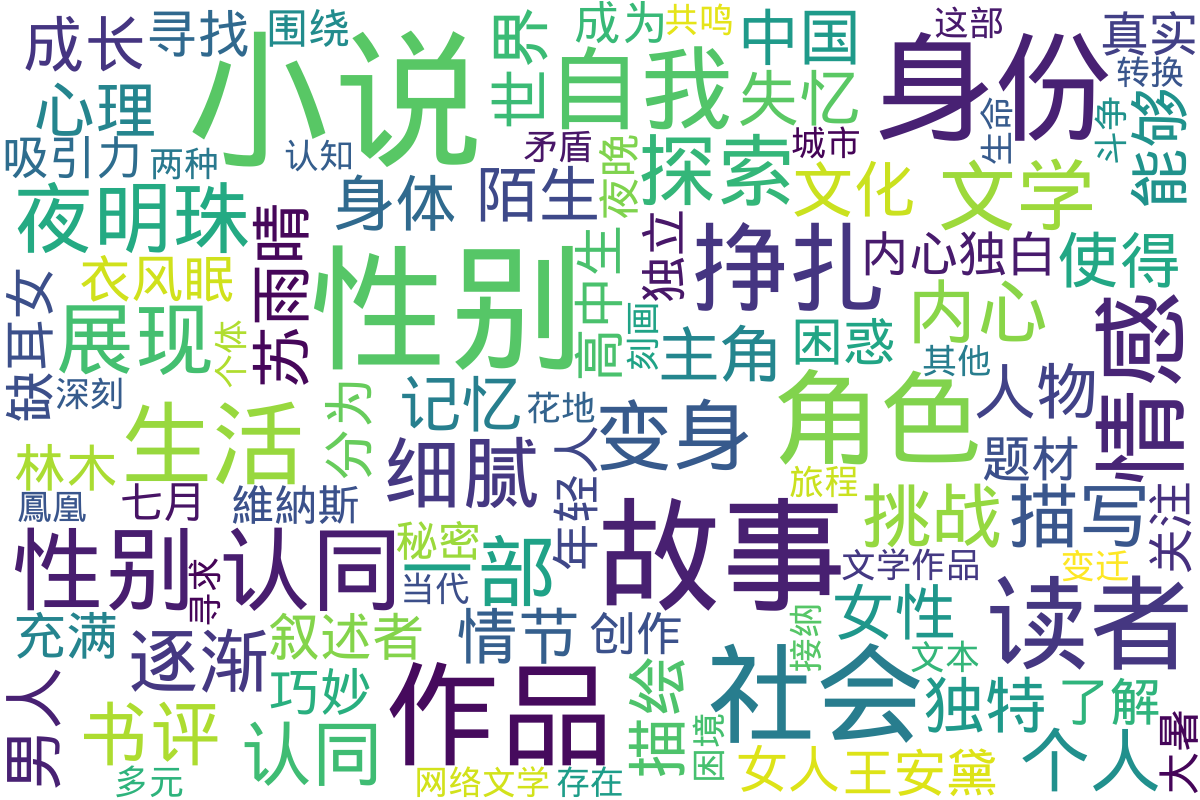 成长
寻找
围绕
世界
成为
共鸣
中国
这部
真实
转换
小说
自我
身份
心理
失忆
生命
斗争
能够
吸引力
两种
认知
矛盾
城市
夜晚
探索
夜明珠
身体
陌生
文化
文学
苏雨晴
性别
高中生
独立
挣扎
内心独白
使得
衣风眠
缺耳女
展现
个体
刻画
主角
困惑
内心
其他
情感
深刻
分为
记忆
花地
变身
角色
人物
生活
细腻
年轻人
林木
题材
旅程
鳳凰
七月
維納斯
秘密
故事
挑战
描写
关注
性别认同
寻求
当代
一部
文学作品
变迁
读者
充满
逐渐
叙述者
情节
创作
接纳
女性
文本
男人
书评
巧妙
认同
作品
描绘
困境
社会
独特
了解
大暑
多元
网络文学
存在
女人
王安黛
个人